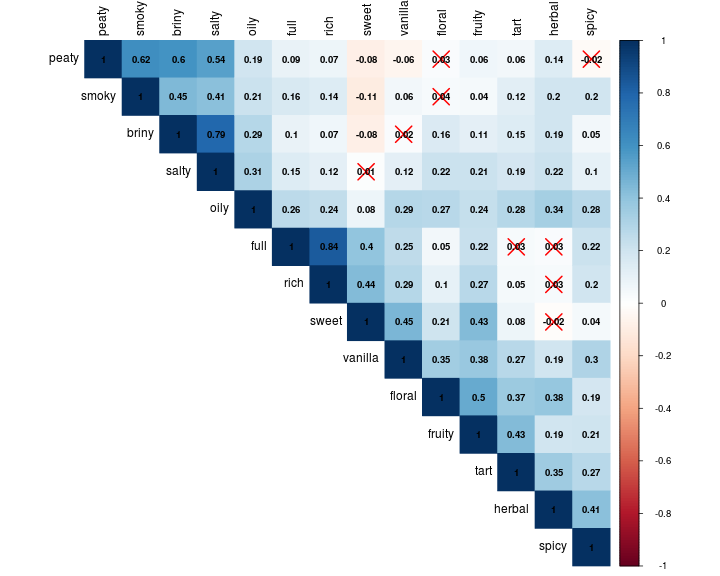 peaty smoky briny salty oily full rich sweet vanilla floral fruity tart herbal spicy
peaty 1 0.62 0.6 0.54 0.19 0.09 0.07 -0.08 -0.06 0.03 0.06 0.06 0.14 -0.02
smoky 1 0.45 0.41 0.21 0.16 0.14 -0.11 0.06 0.04 0.04 0.12 0.2 0.2
briny 1 0.79 0.29 0.1 0.07 -0.08 0.02 0.16 0.11 0.15 0.19 0.05
salty 1 0.31 0.15 0.12 0.01 0.12 0.22 0.21 0.19 0.22 0.1
oily 1 0.26 0.24 0.08 0.29 0.27 0.24 0.28 0.34 0.28
full 1 0.84 0.4 0.25 0.05 0.22 0.03 0.03 0.22
rich 1 0.44 0.29 0.1 0.27 0.05 0.03 0.2
sweet 1 0.45 0.21 0.43 0.08 -0.02 0.04
vanilla 1 0.35 0.38 0.27 0.19 0.3
floral 1 0.5 0.37 0.38 0.19
fruity 1 0.43 0.19 0.21
tart 1 0.35 0.27
herbal 1 0.41
spicy 1
1
0.8
0.6
0.4
0.2
0
-0.2
-0.4
-0.6
-0.8
-1